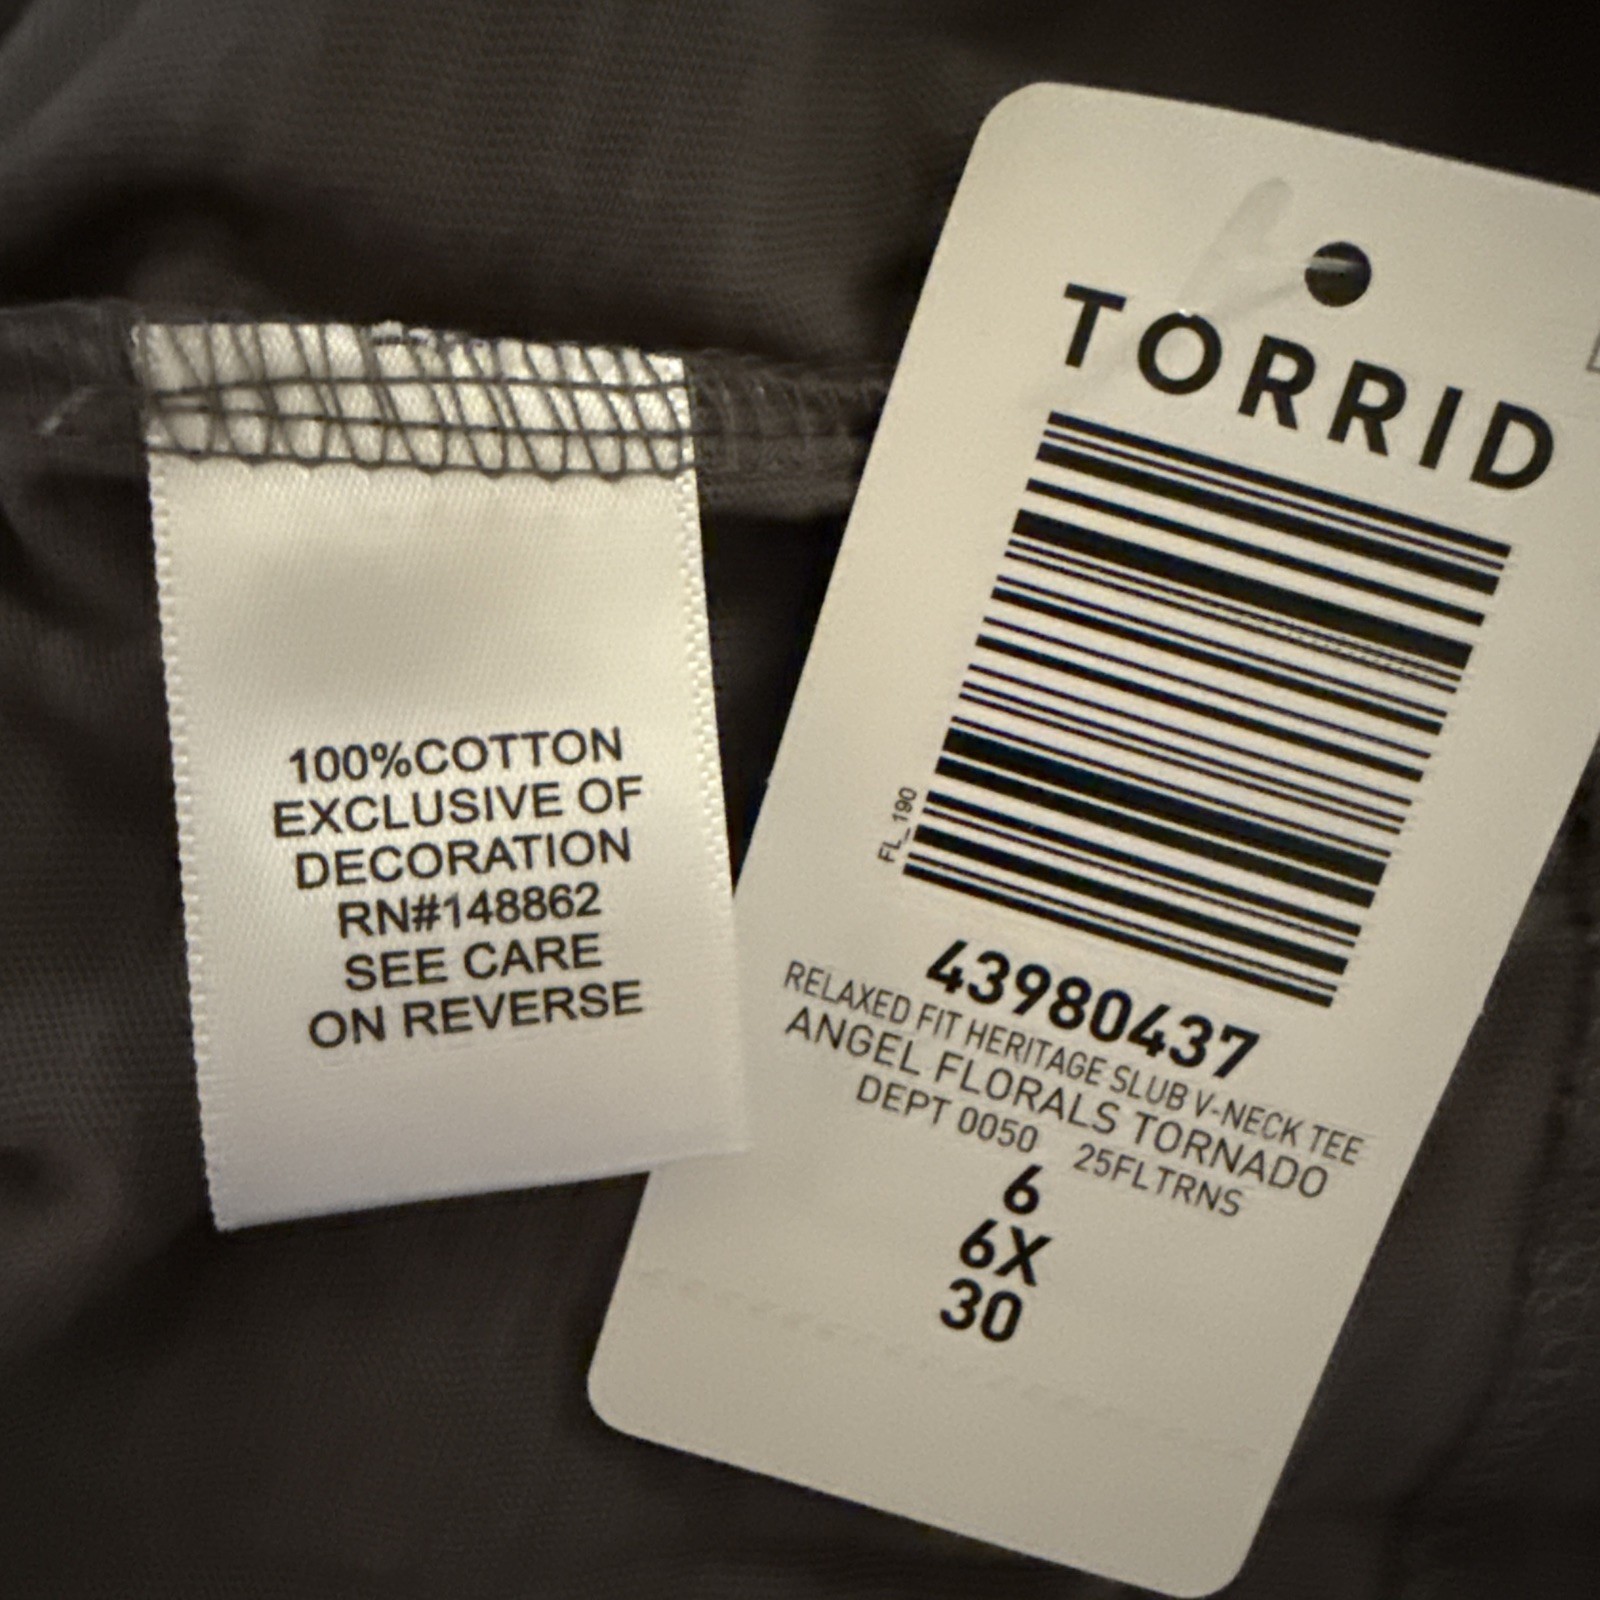 100%COTTON
EXCLUSIVE OF
DECORATION
RN#148862
SEE CARE
ON REVERSE
TORRID
FL_190
43980437
RELAXED FIT HERITAGE SLUB V-NECK TEE
ANGEL FLORALS TORNADO
DEPT 0050 25FLTRNS
6
6X
30